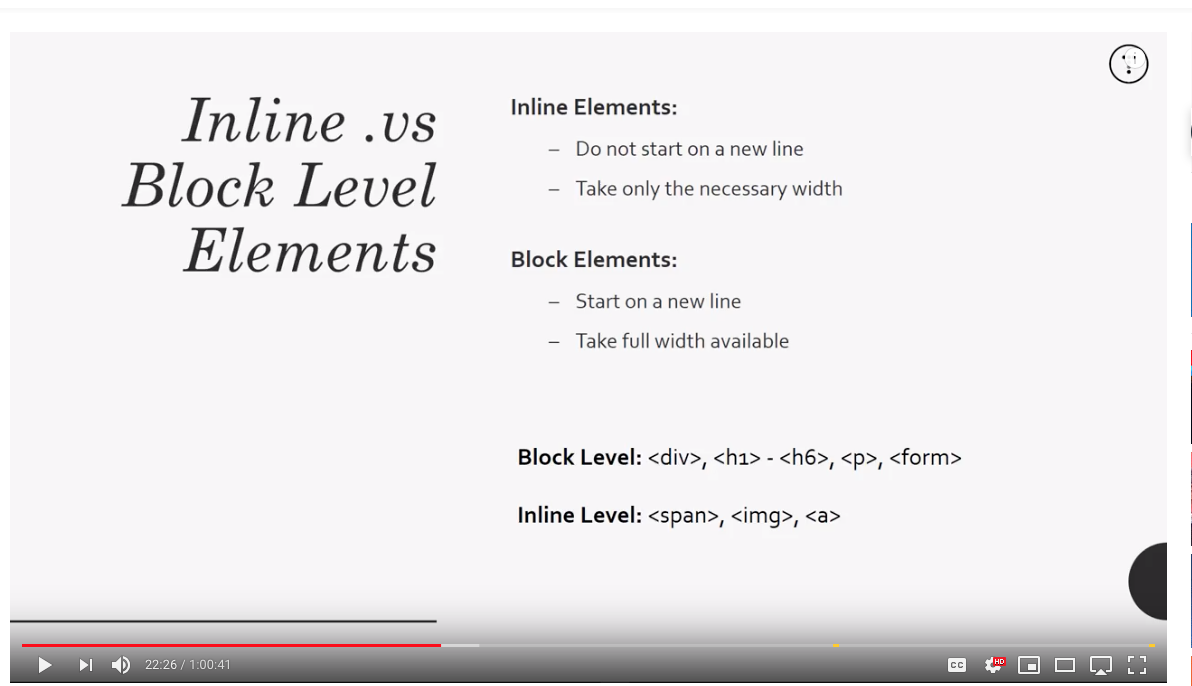 Inline .vs
Block Level
Elements
Inline Elements:
– Do not start on a new line
– Take only the necessary width
Block Elements:
– Start on a new line
– Take full width available
Block Level: <div>, <h1> - <h6>, <p>, <form>
Inline Level: <span>, <img>, <a>
22:26 / 1:00:41
CC
HD